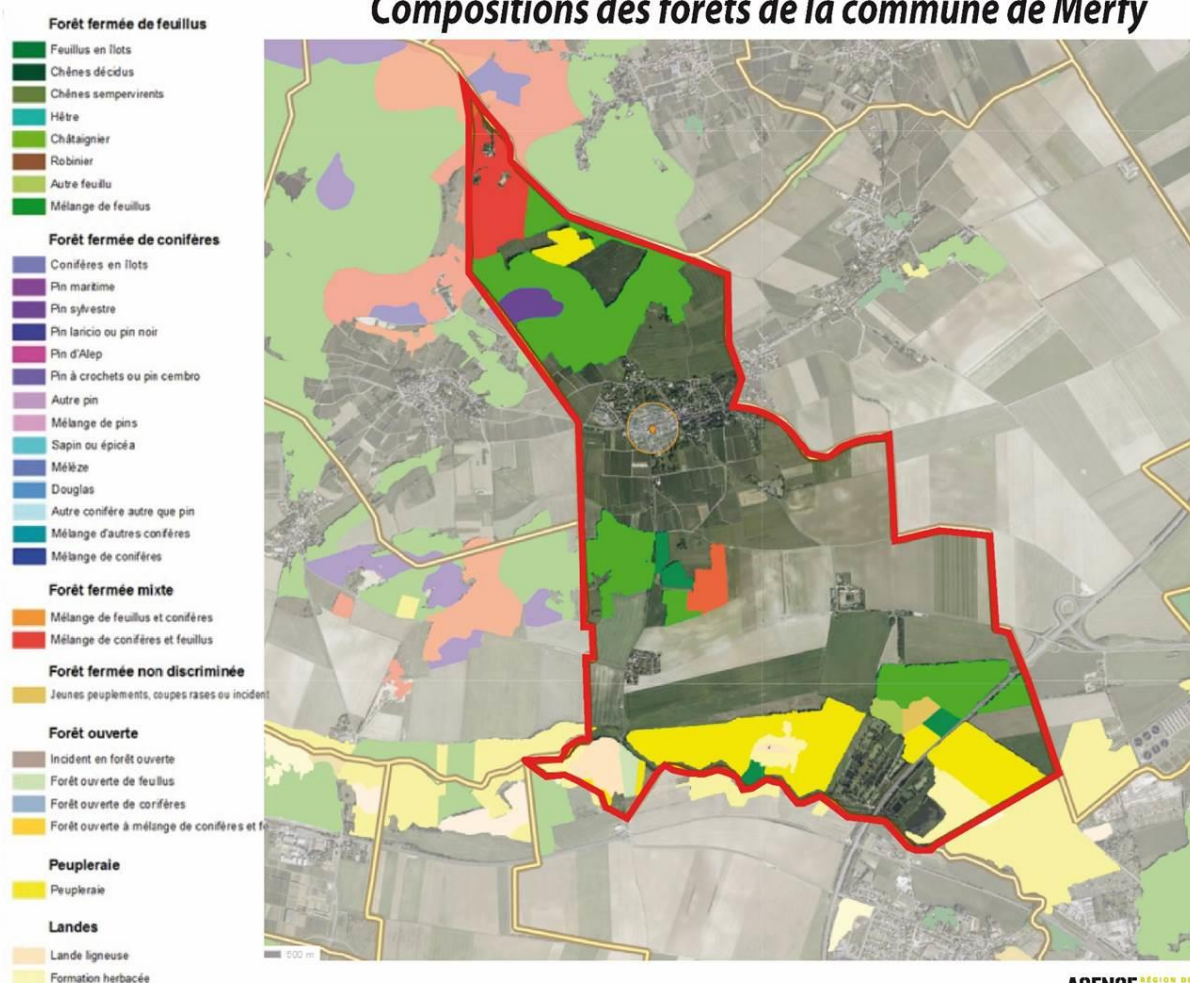 Compositions des forêts de la commune de Merfy
Forêt fermée de feuillus
Feuillus en îlots
Chênes décidus
Chênes sempervirents
Hêtre
Châtaignier
Robinier
Autre feuillu
Mélange de feuillus
Forêt fermée de conifères
Conifères en îlots
Pin maritime
Pin sylvestre
Pin laricio ou pin noir
Pin d'Alep
Pin à crochets ou pin cembro
Autre pin
Mélange de pins
Sapin ou épicéa
Mélèze
Douglas
Autre conifère autre que pin
Mélange d'autres conifères
Mélange de conifères
Forêt fermée mixte
Mélange de feuillus et conifères
Mélange de conifères et feuillus
Forêt fermée non discriminée
Jeunes peuplements, coupes rases ou incident
Forêt ouverte
Incident en forêt ouverte
Forêt ouverte de feuillus
Forêt ouverte de conifères
Forêt ouverte à mélange de conifères et fe
Peupleraie
Peupleraie
Landes
Lande ligneuse
Formation herbacée
500 m
AGENCE RÉGION DE